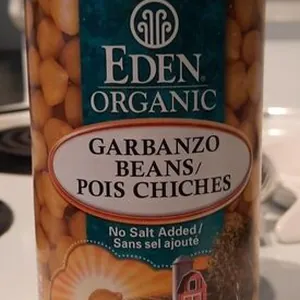 EDEN®
ORGANIC
GARBANZO
BEANS/
POIS CHICHES
No Salt Added/
Sans sel ajouté